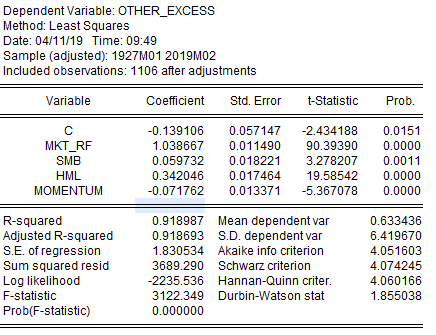 Dependent Variable: OTHER_EXCESS
Method: Least Squares
Date: 04/11/19 Time: 09:49
Sample (adjusted): 1927M01 2019M02
Included observations: 1106 after adjustments
Variable Coefficient Std. Error t-Statistic Prob.
C -0.139106 0.057147 -2.434188 0.0151
MKT_RF 1.038667 0.011490 90.39390 0.0000
SMB 0.059732 0.018221 3.278207 0.0011
HML 0.342046 0.017464 19.58542 0.0000
MOMENTUM -0.071762 0.013371 -5.367078 0.0000
R-squared 0.918987 Mean dependent var 0.633436
Adjusted R-squared 0.918693 S.D. dependent var 6.419670
S.E. of regression 1.830534 Akaike info criterion 4.051603
Sum squared resid 3689.290 Schwarz criterion 4.074245
Log likelihood -2235.536 Hannan-Quinn criter. 4.060166
F-statistic 3122.349 Durbin-Watson stat 1.855038
Prob(F-statistic) 0.000000